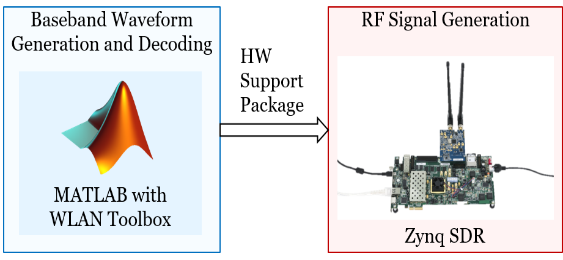 Baseband Waveform
Generation and Decoding
MATLAB with
WLAN Toolbox
HW
Support
Package
RF Signal Generation
Zynq SDR